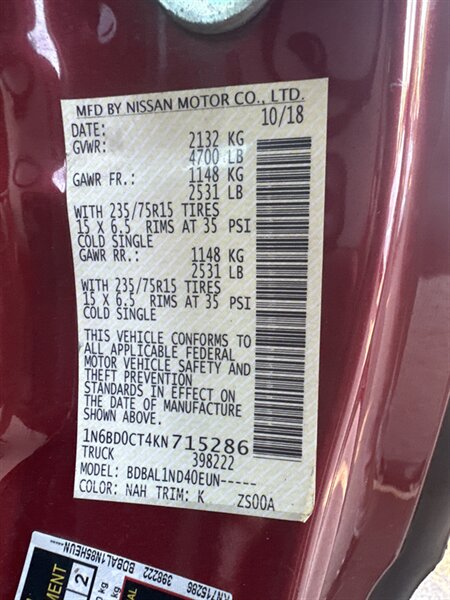 MFD BY NISSAN MOTOR CO., LTD.
DATE: 10/18
GVWR: 2132 KG
4700 LB
GAWR FR.: 1148 KG
2531 LB
WITH 235/75R15 TIRES
15 X 6.5 RIMS AT 35 PSI
COLD SINGLE
GAWR RR.: 1148 KG
2531 LB
WITH 235/75R15 TIRES
15 X 6.5 RIMS AT 35 PSI
COLD SINGLE
THIS VEHICLE CONFORMS TO
ALL APPLICABLE FEDERAL
MOTOR VEHICLE SAFETY AND
THEFT PREVENTION
STANDARDS IN EFFECT ON
THE DATE OF MANUFACTURE
SHOWN ABOVE.
1N6BD0CT4KN715286
TRUCK 398222
MODEL: BDBAL1ND40EUN-----
COLOR: NAH TRIM: K ZS00A
398222
KN715286
2
kg